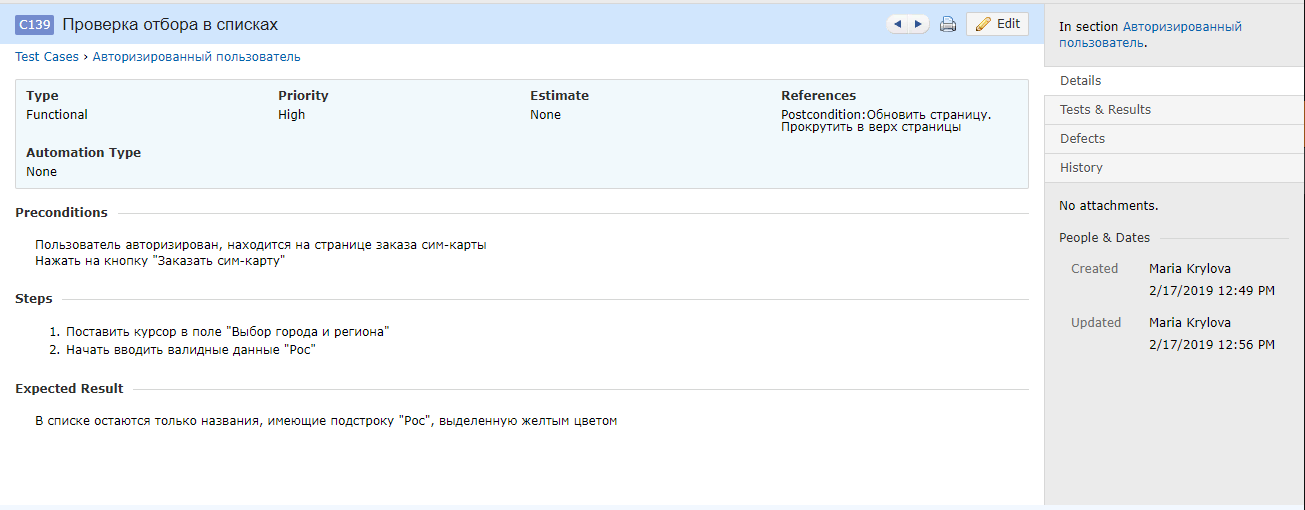 C139 Проверка отбора в списках
Edit
Test Cases › Авторизированный пользователь
Type
Functional
Priority
High
Estimate
None
References
Postcondition:Обновить страницу.
Прокрутить в верх страницы
Automation Type
None
Preconditions
Пользователь авторизирован, находится на странице заказа сим-карты
Нажать на кнопку "Заказать сим-карту"
Steps
1. Поставить курсор в поле "Выбор города и региона"
2. Начать вводить валидные данные "Рос"
Expected Result
В списке остаются только названия, имеющие подстроку "Рос", выделенную желтым цветом
In section Авторизированный
пользователь.
Details
Tests & Results
Defects
History
No attachments.
People & Dates
Created Maria Krylova
2/17/2019 12:49 PM
Updated Maria Krylova
2/17/2019 12:56 PM